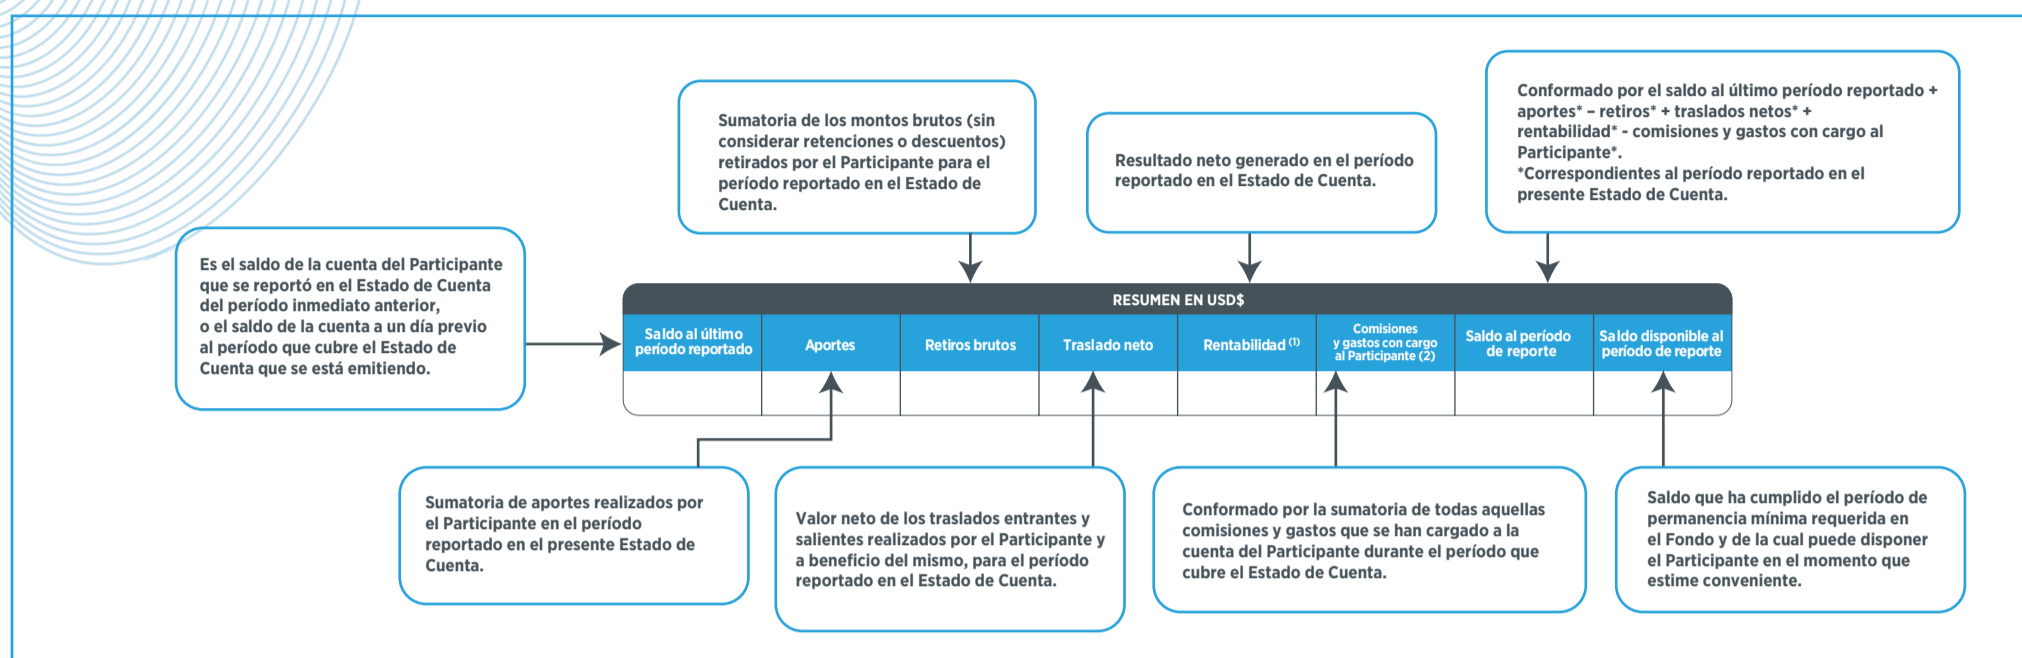 Conformado por el saldo al último período reportado +
aportes* – retiros* + traslados netos* +
rentabilidad* - comisiones y gastos con cargo al
Participante*.
*Correspondientes al período reportado en el
presente Estado de Cuenta.
Sumatoria de los montos brutos (sin
considerar retenciones o descuentos)
retirados por el Participante para el
período reportado en el Estado de
Cuenta.
Resultado neto generado en el período
reportado en el Estado de Cuenta.
Es el saldo de la cuenta del Participante
que se reportó en el Estado de Cuenta
del período inmediato anterior,
o el saldo de la cuenta a un día previo
al período que cubre el Estado de
Cuenta que se está emitiendo.
RESUMEN EN USD$
Saldo al último
período reportado
Aportes
Retiros brutos
Traslado neto
Rentabilidad (1)
Comisiones
y gastos con cargo
al Participante (2)
Saldo al período
de reporte
Saldo disponible al
período de reporte
Sumatoria de aportes realizados por
el Participante en el período
reportado en el presente Estado de
Cuenta.
Valor neto de los traslados entrantes y
salientes realizados por el Participante y
a beneficio del mismo, para el período
reportado en el Estado de Cuenta.
Conformado por la sumatoria de todas aquellas
comisiones y gastos que se han cargado a la
cuenta del Participante durante el período que
cubre el Estado de Cuenta.
Saldo que ha cumplido el período de
permanencia mínima requerida en
el Fondo y de la cual puede disponer
el Participante en el momento que
estime conveniente.